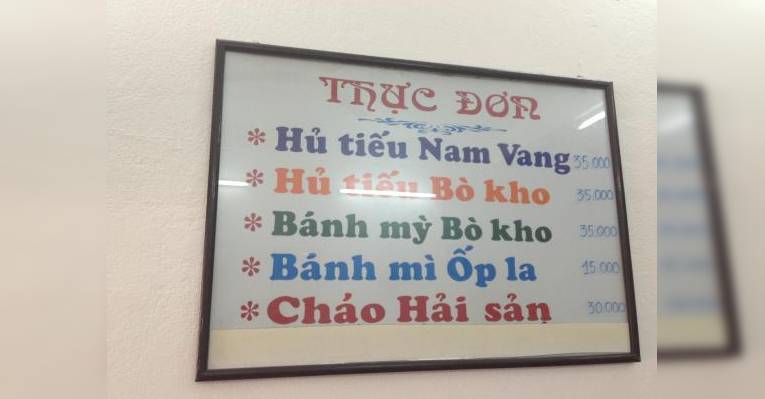 THỰC ĐƠN
* Hủ tiếu Nam Vang 35.000
* Hủ tiếu Bò kho 35.000
* Bánh mỳ Bò kho 35.000
* Bánh mì Ốp la 15.000
* Cháo Hải sản 30.000